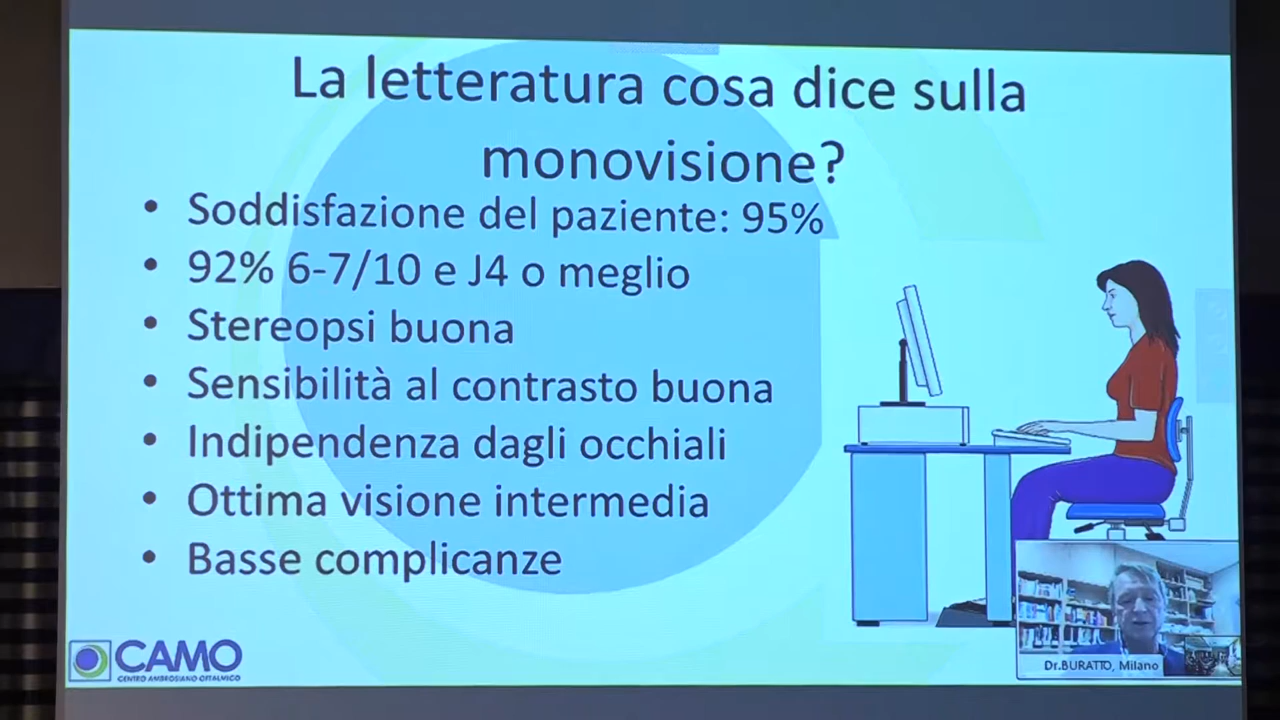 La letteratura cosa dice sulla
monovisione?
• Soddisfazione del paziente: 95%
• 92% 6-7/10 e J4 o meglio
• Stereopsi buona
• Sensibilità al contrasto buona
• Indipendenza dagli occhiali
• Ottima visione intermedia
• Basse complicanze
CAMO
CENTRO AMBROSIANO OFTALMICO
Dr.BURATTO, Milano